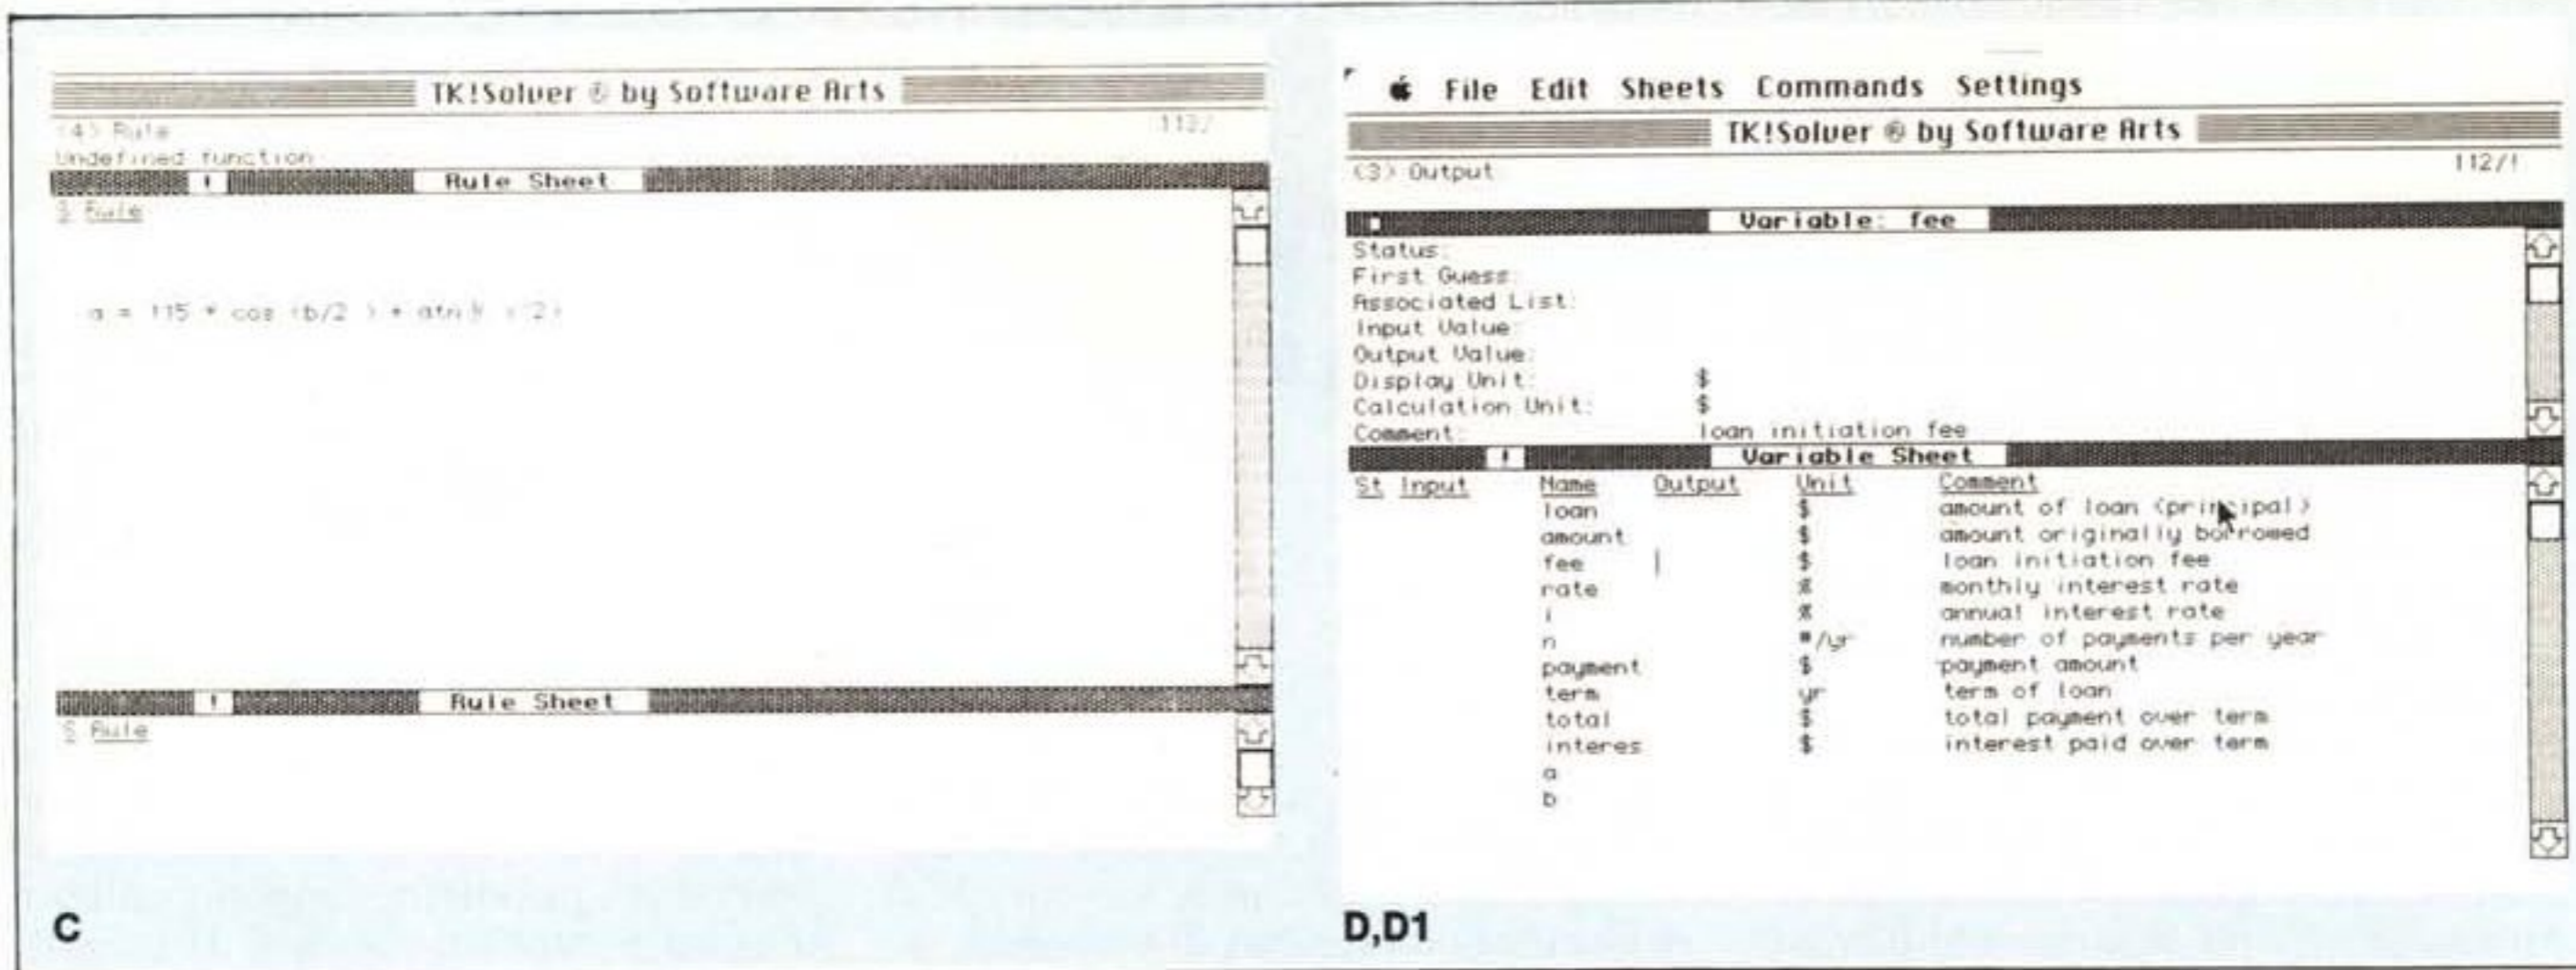 TK!Solver ® by Software Arts
(4) Rule 113/
Undefined function
! Rule Sheet
S Rule
a = 115 * cos (b/2 ) +
! Rule Sheet
S Rule
C
File Edit Sheets Commands Settings
TK!Solver ® by Software Arts
(3) Output 112/!
Variable: fee
Status:
First Guess:
Associated List:
Input Value:
Output Value:
Display Unit: $
Calculation Unit: $
Comment: loan initiation fee
! Variable Sheet
St Input Name Output Unit Comment
loan $ amount of loan (principal)
amount $ amount originally borrowed
fee $ loan initiation fee
rate % monthly interest rate
i % annual interest rate
n #/yr number of payments per year
payment $ payment amount
term yr term of loan
total $ total payment over term
interes $ interest paid over term
a
b
D,D1